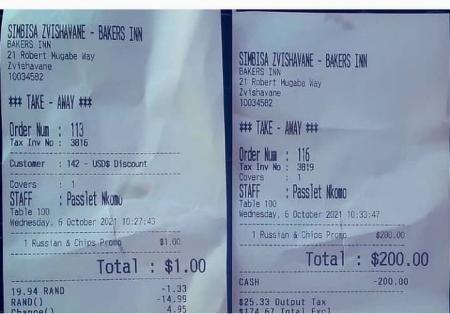 SIMBISA ZVISHAVANE - BAKERS INN
BAKERS INN
21 Robert Mugabe Way
Zvishavane
10034582
### TAKE - AWAY ###
Order Num : 113
Tax Inv No : 3816
Customer : 142 - USD$ Discount
Covers : 1
STAFF : Passlet Nkomo
Table 100
Wednesday, 6 October 2021 10:27:43
1 Russian & Chips Promo $1.00
Total : $1.00
19.94 RAND -1.33
RAND() -14.99
Change() 4.95
SIMBISA ZVISHAVANE - BAKERS INN
BAKERS INN
21 Robert Mugabe Way
Zvishavane
10034582
### TAKE - AWAY ###
Order Num : 116
Tax Inv No : 3819
Covers : 1
STAFF : Passlet Nkomo
Table 100
Wednesday, 6 October 2021 10:33:47
1 Russian & Chips Promo $200.00
Total : $200.00
CASH -200.00
$25.33 Output Tax
$174.67 Total Excl